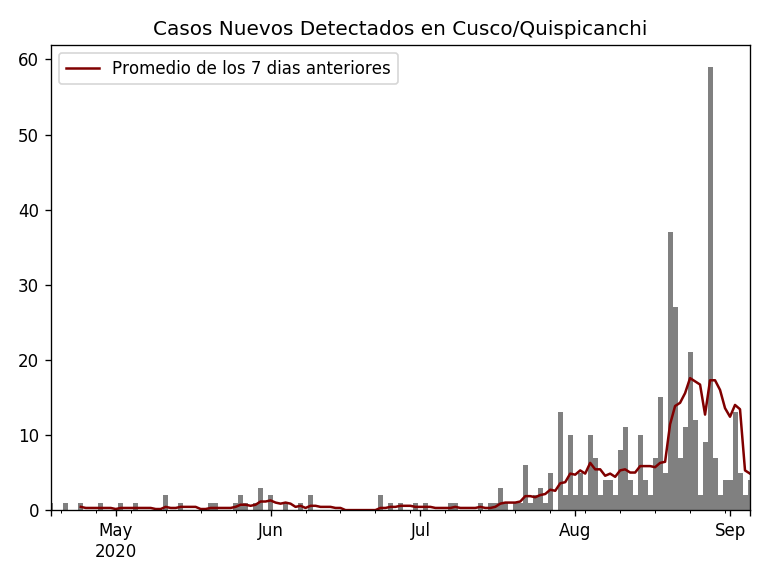 Casos Nuevos Detectados en Cusco/Quispicanchi
Promedio de los 7 dias anteriores
60
50
40
30
20
10
0
May Jun Jul Aug Sep
2020